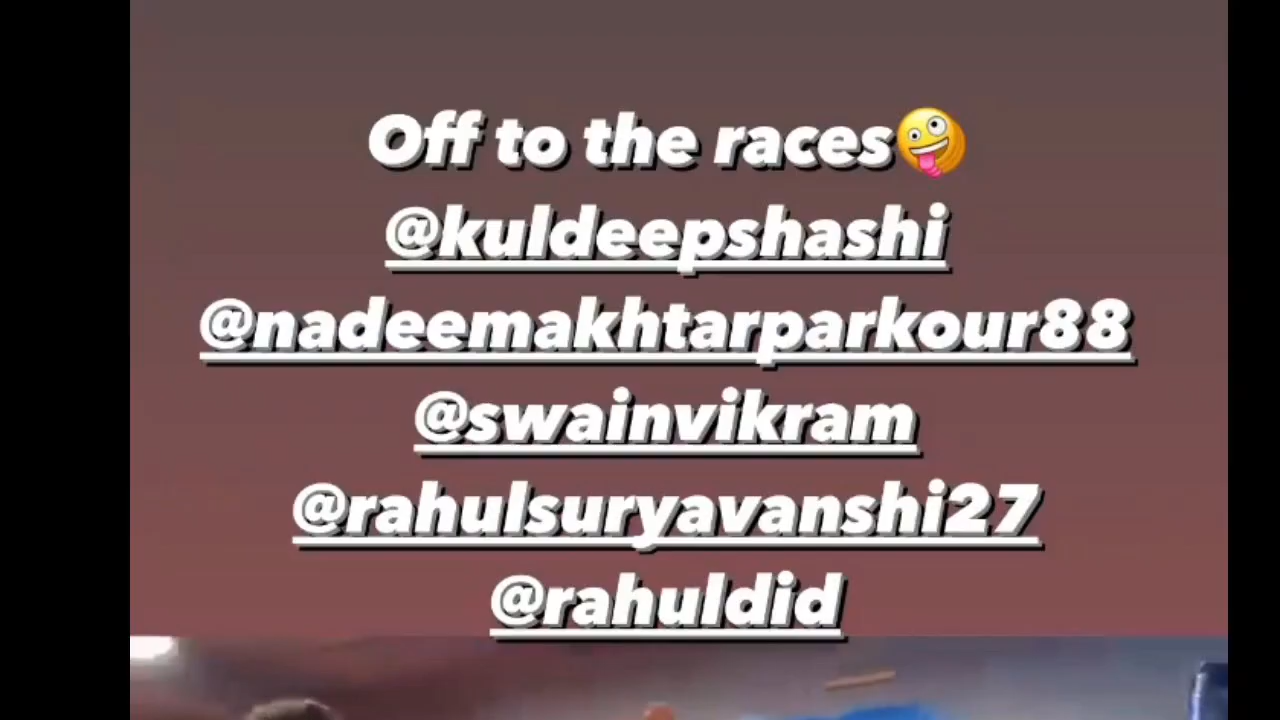 Off to the races🤪
@kuldeepshashi
@nadeemakhtarparkour88
@swainvikram
@rahulsuryavanshi27
@rahuldid